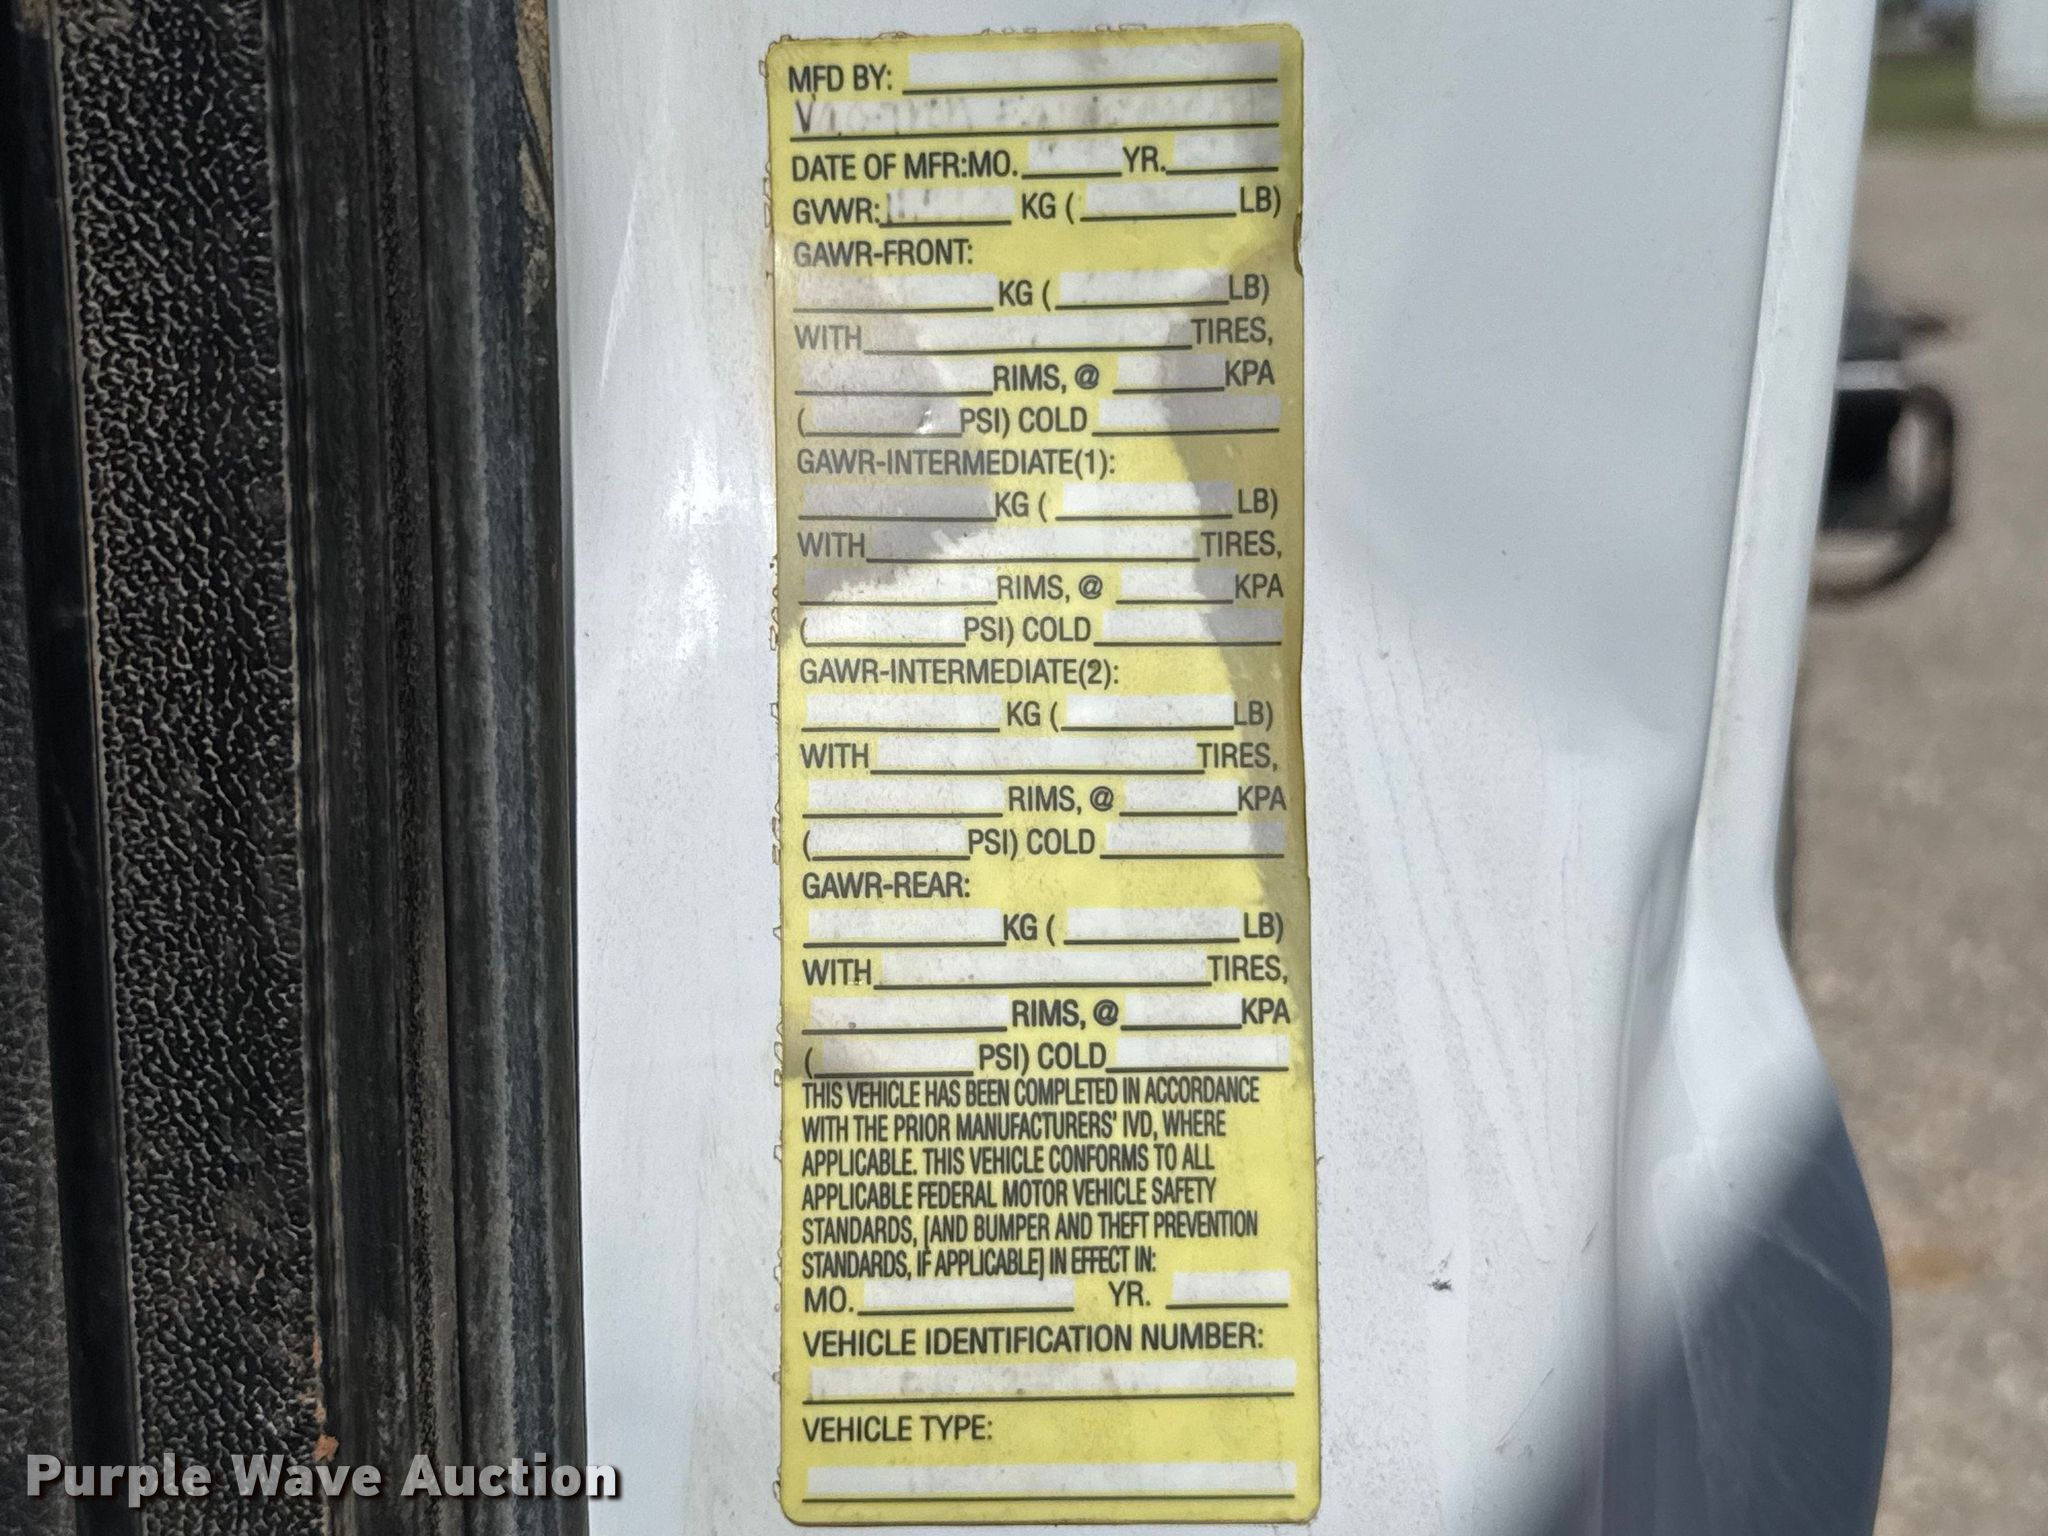 MFD BY:
V
DATE OF MFR:MO. YR.
GVWR: KG ( LB)
GAWR-FRONT:
KG ( LB)
WITH TIRES,
RIMS, @ KPA
( PSI) COLD
GAWR-INTERMEDIATE(1):
KG ( LB)
WITH TIRES,
RIMS, @ KPA
( PSI) COLD
GAWR-INTERMEDIATE(2):
KG ( LB)
WITH TIRES,
RIMS, @ KPA
( PSI) COLD
GAWR-REAR:
KG ( LB)
WITH TIRES,
RIMS, @ KPA
( PSI) COLD
THIS VEHICLE HAS BEEN COMPLETED IN ACCORDANCE
WITH THE PRIOR MANUFACTURERS' IVD, WHERE
APPLICABLE. THIS VEHICLE CONFORMS TO ALL
APPLICABLE FEDERAL MOTOR VEHICLE SAFETY
STANDARDS, [AND BUMPER AND THEFT PREVENTION
STANDARDS, IF APPLICABLE] IN EFFECT IN:
MO. YR.
VEHICLE IDENTIFICATION NUMBER:
VEHICLE TYPE:
Purple Wave Auction